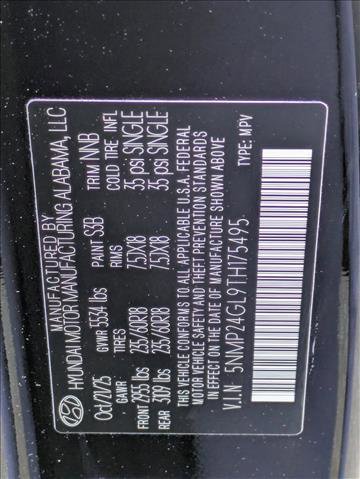 MANUFACTURED BY
HYUNDAI MOTOR MANUFACTURING ALABAMA, LLC
Oct/21/25 GVWR 5534 lbs PAINT S3B TRIM NNB
GAWR TIRES RIMS COLD TIRE INFL
FRONT 2955 lbs 235/60R18 7.5JX18 35 psi SINGLE
REAR 3109 lbs 235/60R18 7.5JX18 35 psi SINGLE
THIS VEHICLE CONFORMS TO ALL APPLICABLE U.S.A. FEDERAL
MOTOR VEHICLE SAFETY AND THEFT PREVENTION STANDARDS
IN EFFECT ON THE DATE OF MANUFACTURE SHOWN ABOVE.
V.I.N 5NMP24GL9TH175495 TYPE: MPV